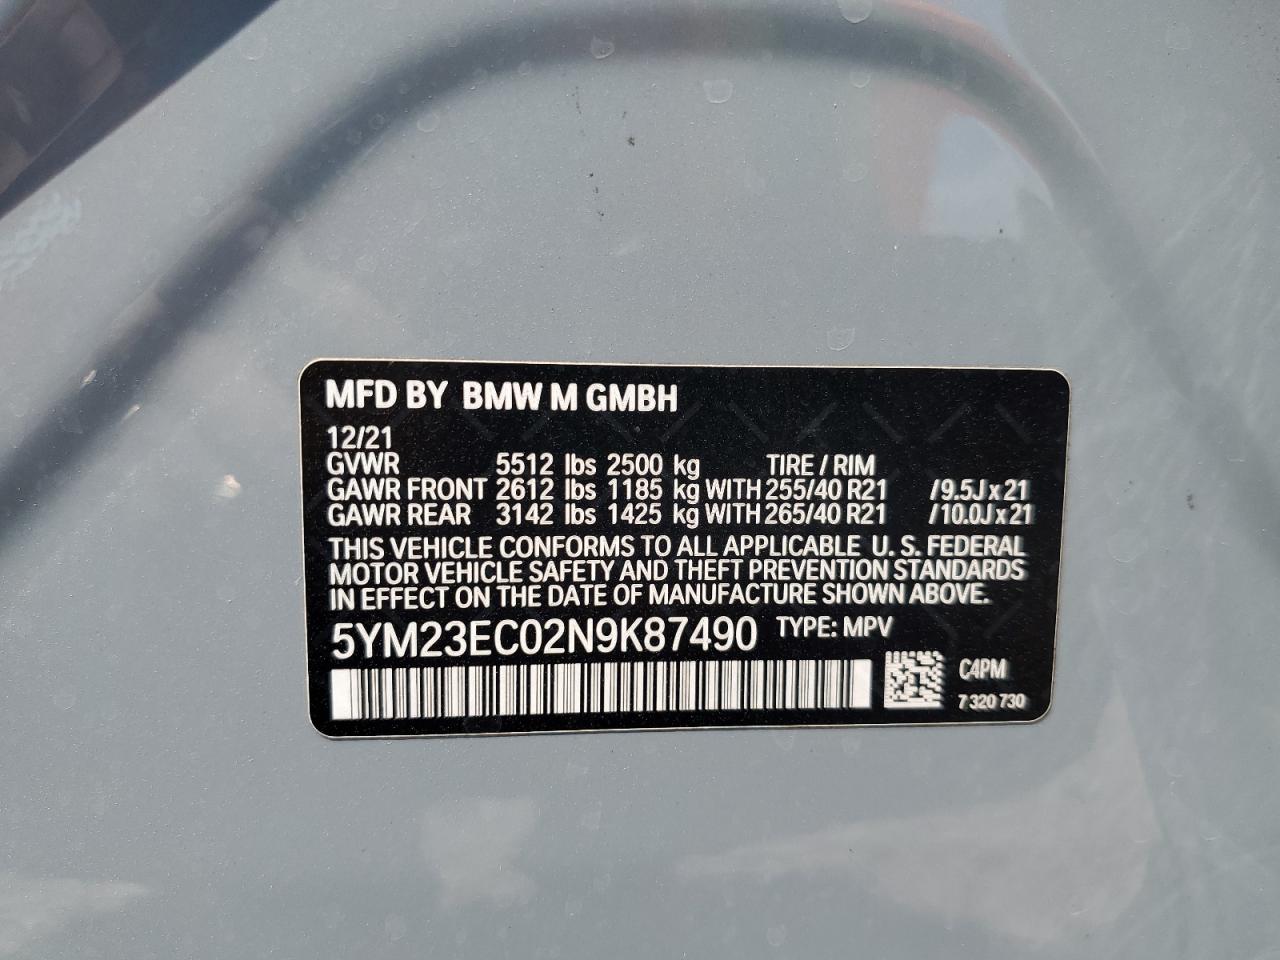 MFD BY BMW M GMBH
12/21
GVWR 5512 lbs 2500 kg TIRE / RIM
GAWR FRONT 2612 lbs 1185 kg WITH 255/40 R21 /9.5J x 21
GAWR REAR 3142 lbs 1425 kg WITH 265/40 R21 /10.0J x 21
THIS VEHICLE CONFORMS TO ALL APPLICABLE U. S. FEDERAL
MOTOR VEHICLE SAFETY AND THEFT PREVENTION STANDARDS
IN EFFECT ON THE DATE OF MANUFACTURE SHOWN ABOVE.
5YM23EC02N9K87490 TYPE: MPV
C4PM
7 320 730